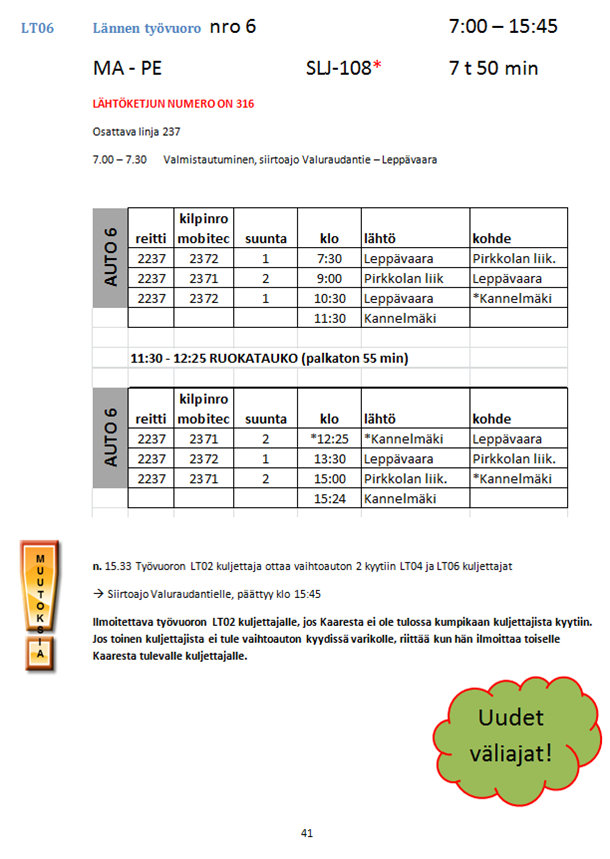 LT06 Lännen työvuoro nro 6 7:00 – 15:45
MA - PE SLJ-108* 7 t 50 min
LÄHTÖKETJUN NUMERO ON 316
Osattava linja 237
7.00 – 7.30 Valmistautuminen, siirtoajo Valuraudantie – Leppävaara
AUTO 6
kilpinro
reitti mobitec suunta klo lähtö kohde
2237 2372 1 7:30 Leppävaara Pirkkolan liik.
2237 2371 2 9:00 Pirkkolan liik Leppävaara
2237 2372 1 10:30 Leppävaara *Kannelmäki
11:30 Kannelmäki
11:30 - 12:25 RUOKATAUKO (palkaton 55 min)
AUTO 6
kilpinro
reitti mobitec suunta klo lähtö kohde
2237 2371 2 *12:25 *Kannelmäki Leppävaara
2237 2372 1 13:30 Leppävaara Pirkkolan liik.
2237 2371 2 15:00 Pirkkolan liik. *Kannelmäki
15:24 Kannelmäki
MUUTOKSIA
n. 15.33 Työvuoron LT02 kuljettaja ottaa vaihtoauton 2 kyytiin LT04 ja LT06 kuljettajat
→ Siirtoajo Valuraudantielle, päättyy klo 15:45
Ilmoitettava työvuoron LT02 kuljettajalle, jos Kaaresta ei ole tulossa kumpikaan kuljettajista kyytiin.
Jos toinen kuljettajista ei tule vaihtoauton kyydissä varikolle, riittää kun hän ilmoittaa toiselle
Kaaresta tulevalle kuljettajalle.
Uudet
väliajat!
41